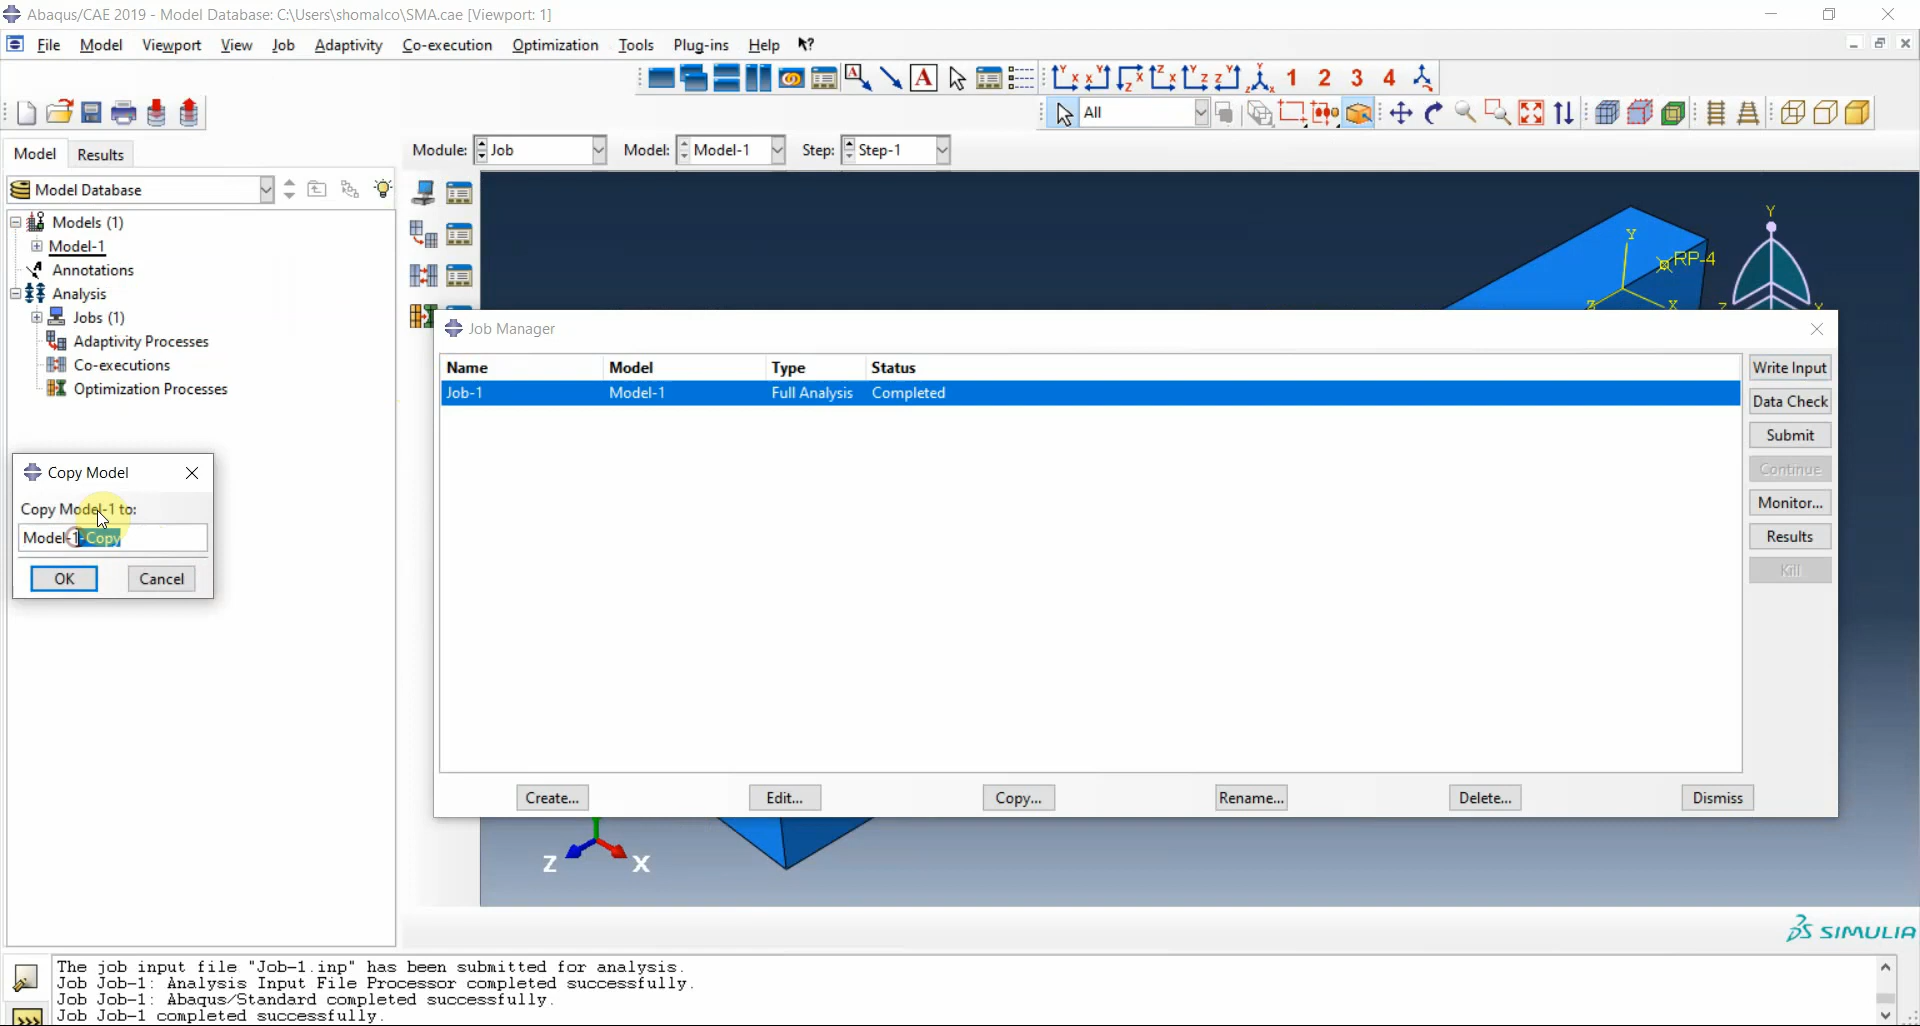 Abaqus/CAE 2019 - Model Database: C:\Users\shomalco\SMA.cae [Viewport: 1]
File Model Viewport View Job Adaptivity Co-execution Optimization Tools Plug-ins Help
1 2 3 4
All
Model Results
Module: Job Model: Model-1 Step: Step-1
Model Database
Models (1)
Model-1
Annotations
Analysis
Jobs (1)
Adaptivity Processes
Co-executions
Optimization Processes
Y
Y
RP-4
X
Z
Copy Model
Copy Model-1 to:
Model-1-Copy
OK Cancel
Job Manager
Name Model Type Status
Job-1 Model-1 Full Analysis Completed
Write Input
Data Check
Submit
Continue
Monitor...
Results
Kill
Create... Edit... Copy... Rename... Delete... Dismiss
Z X
SIMULIA
The job input file "Job-1.inp" has been submitted for analysis.
Job Job-1: Analysis Input File Processor completed successfully.
Job Job-1: Abaqus/Standard completed successfully.
Job Job-1 completed successfully.